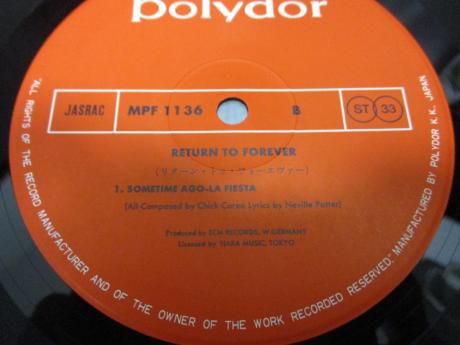 polydor
JASRAC MPF 1136 B ST 33
RETURN TO FOREVER
(リターン・トゥ・フォーエヴァー)
1. SOMETIME AGO-LA FIESTA
(All Composed by Chick Corea Lyrics by Neville Potter)
Produced by ECM RECORDS, W.GERMANY
Licensed by TIARA MUSIC, TOKYO
"ALL RIGHTS OF THE RECORD MANUFACTURER AND OF THE OWNER OF THE WORK RECORDED RESERVED." MANUFACTURED BY POLYDOR K.K. JAPAN